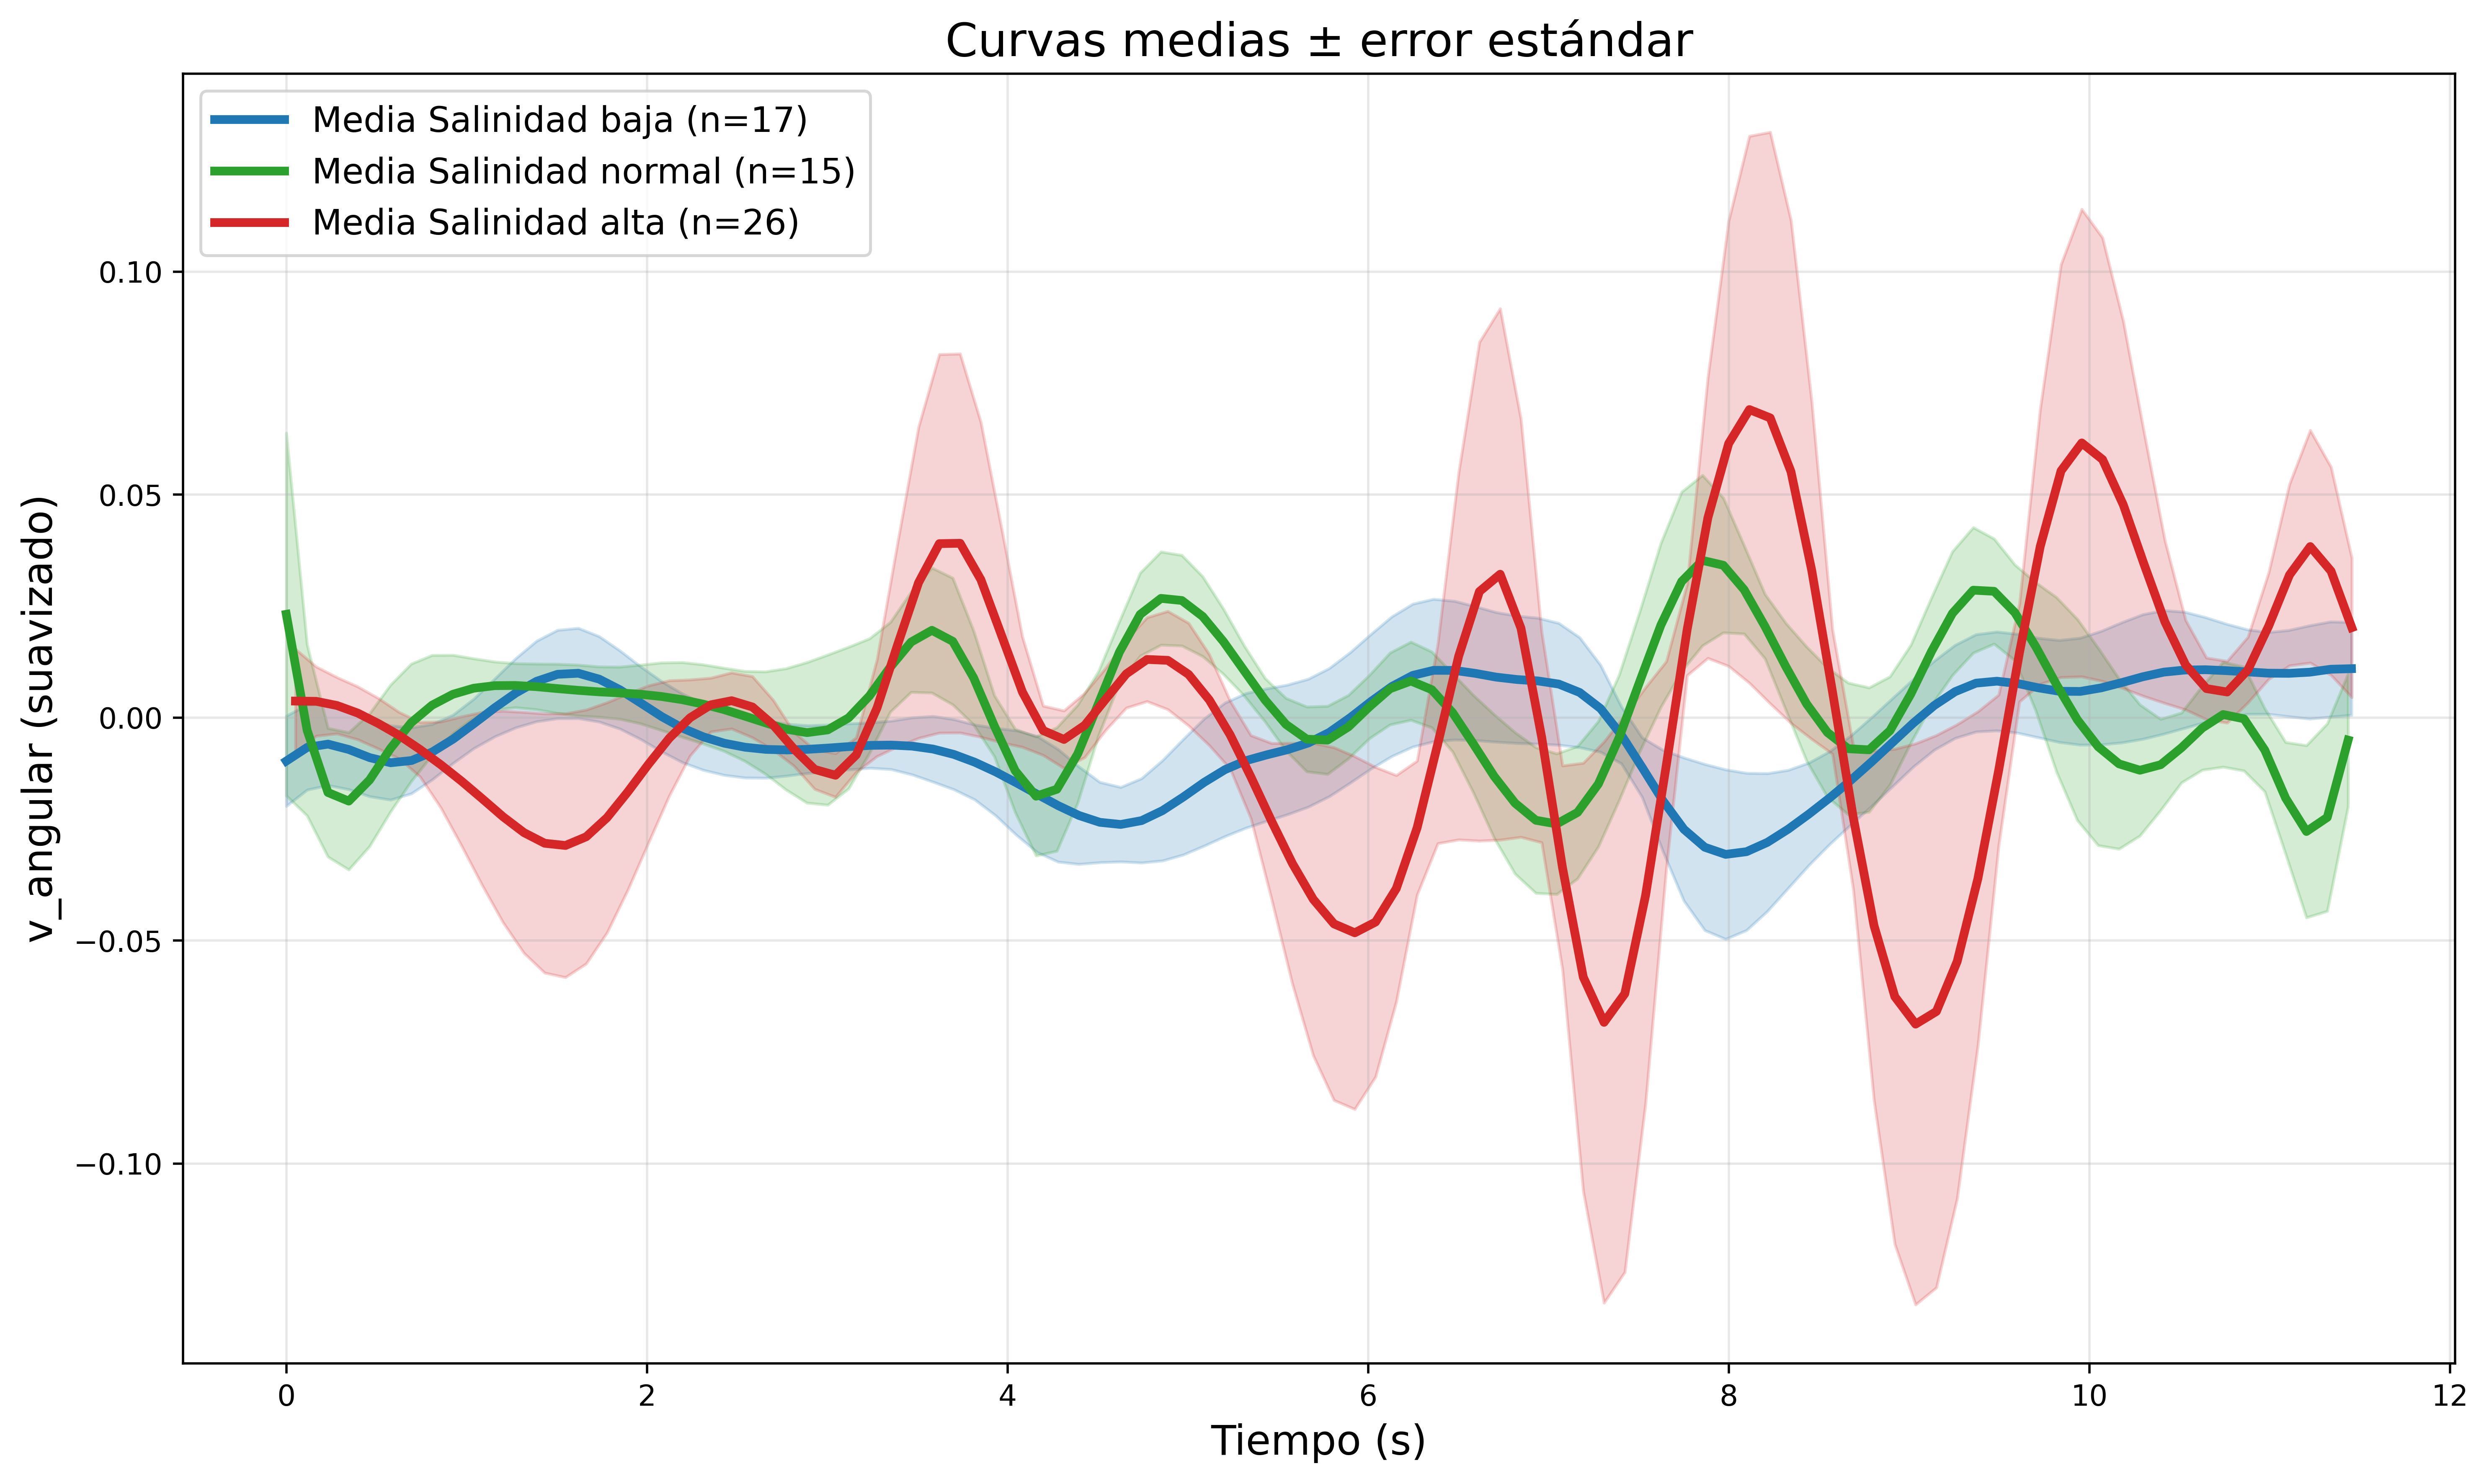 Curvas medias ± error estándar
Media Salinidad baja (n=17)
Media Salinidad normal (n=15)
Media Salinidad alta (n=26)
v_angular (suavizado)
0.10
0.05
0.00
−0.05
−0.10
0 2 4 6 8 10 12
Tiempo (s)